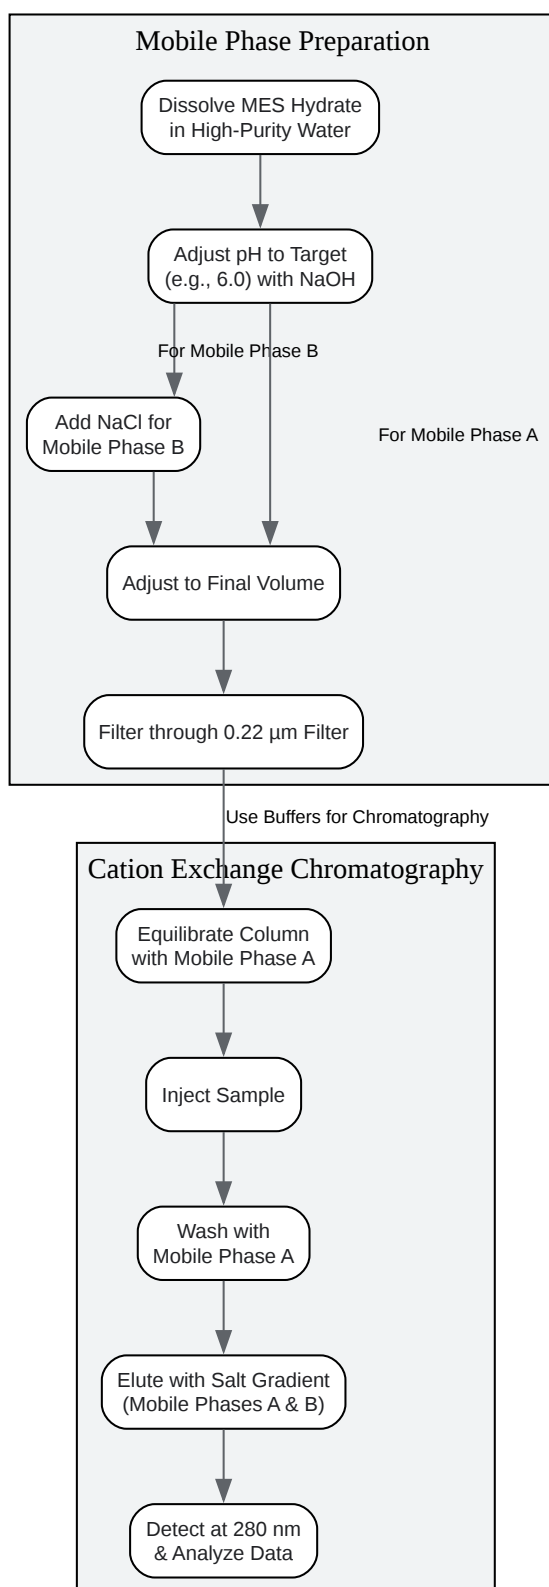 Mobile Phase Preparation
Dissolve MES Hydrate
in High-Purity Water
Adjust pH to Target
(e.g., 6.0) with NaOH
For Mobile Phase B
Add NaCl for
Mobile Phase B
For Mobile Phase A
Adjust to Final Volume
Filter through 0.22 µm Filter
Use Buffers for Chromatography
Cation Exchange Chromatography
Equilibrate Column
with Mobile Phase A
Inject Sample
Wash with
Mobile Phase A
Elute with Salt Gradient
(Mobile Phases A & B)
Detect at 280 nm
& Analyze Data